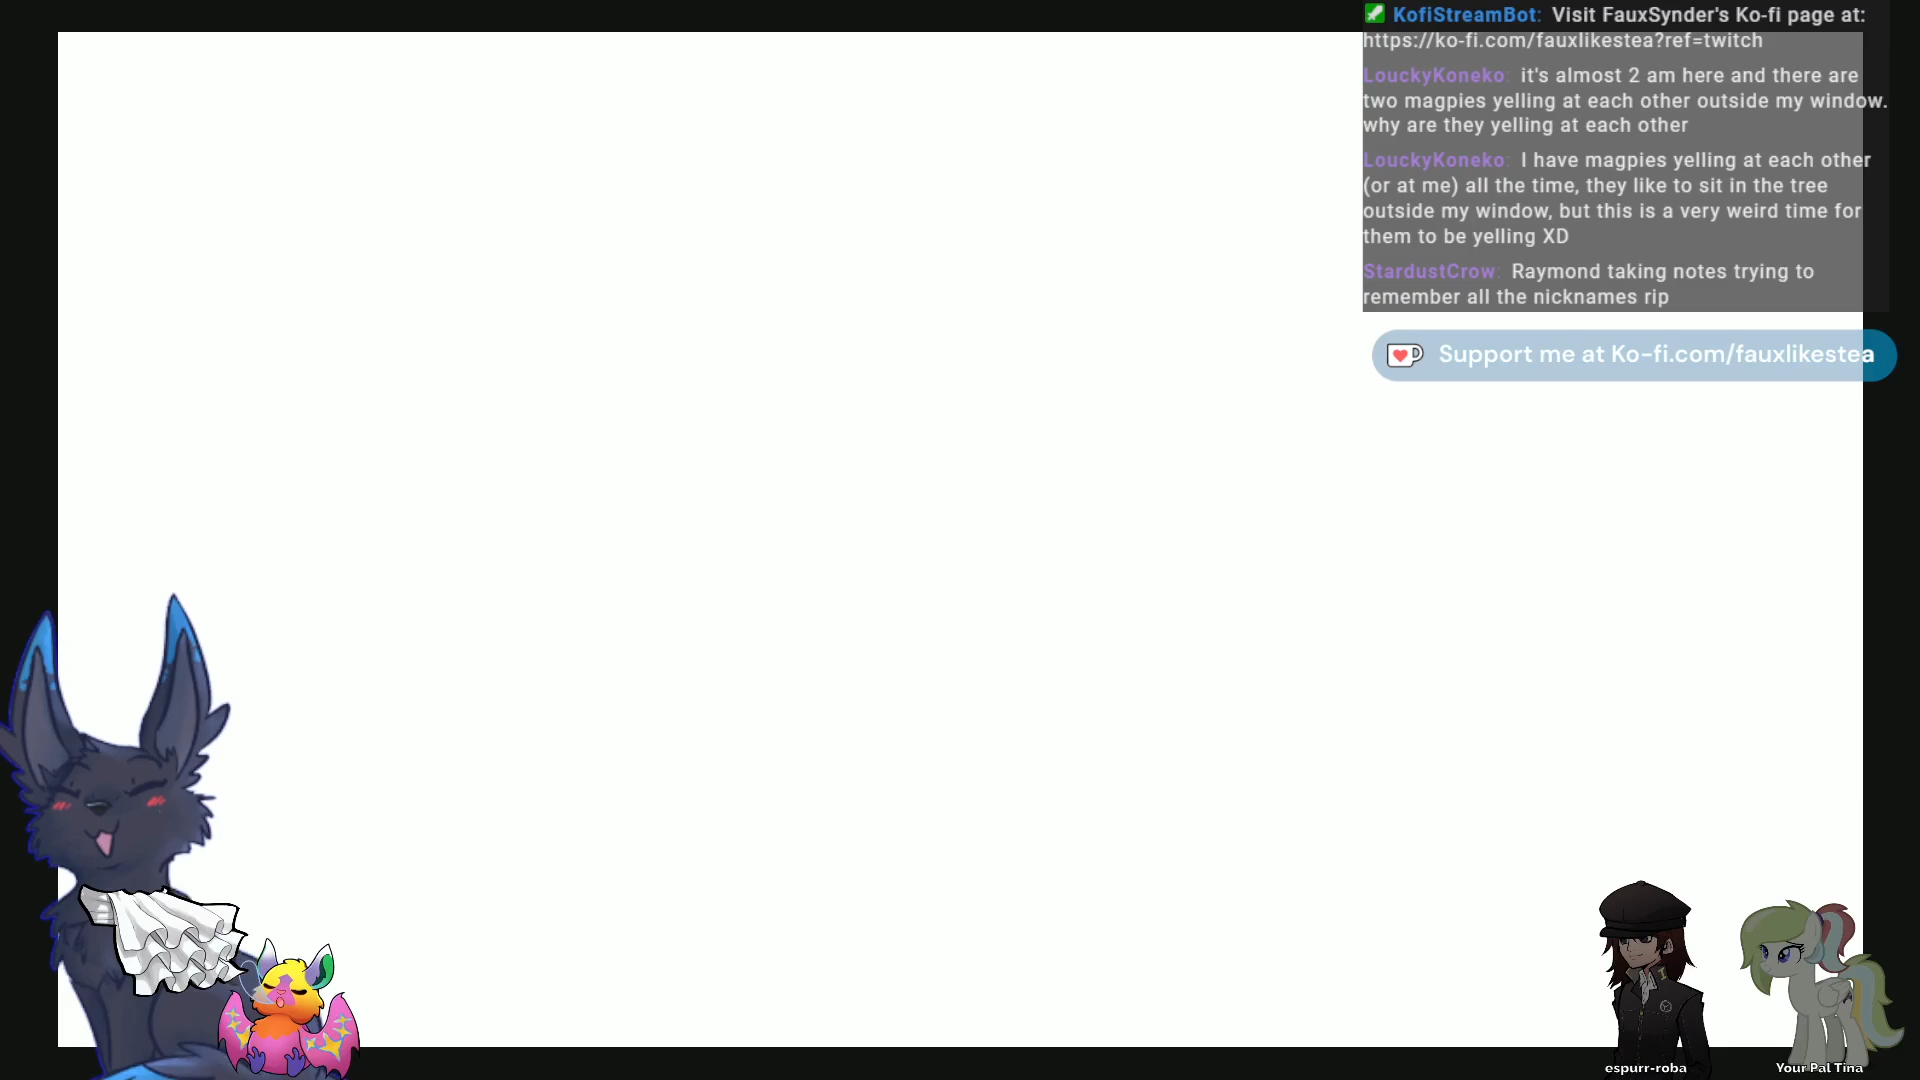 KofiStreamBot: Visit FauxSynder's Ko-fi page at:
https://ko-fi.com/fauxlikestea?ref=twitch
LouckyKoneko: it's almost 2 am here and there are
two magpies yelling at each other outside my window.
why are they yelling at each other
LouckyKoneko: I have magpies yelling at each other
(or at me) all the time, they like to sit in the tree
outside my window, but this is a very weird time for
them to be yelling XD
StardustCrow: Raymond taking notes trying to
remember all the nicknames rip
Support me at Ko-fi.com/fauxlikestea
espurr-roba
Your Pal Tina